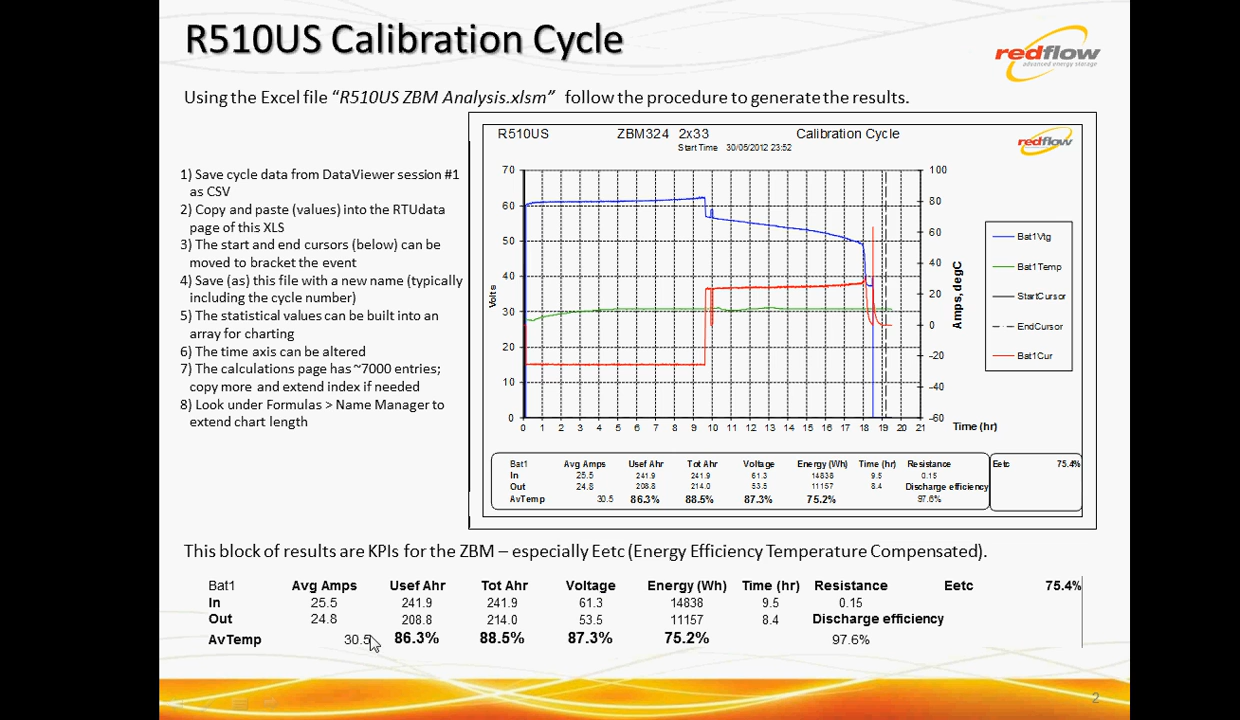 R510US Calibration Cycle
redflow
advanced energy storage
Using the Excel file “R510US ZBM Analysis.xlsm” follow the procedure to generate the results.
1) Save cycle data from DataViewer session #1
as CSV
2) Copy and paste (values) into the RTUdata
page of this XLS
3) The start and end cursors (below) can be
moved to bracket the event
4) Save (as) this file with a new name (typically
including the cycle number)
5) The statistical values can be built into an
array for charting
6) The time axis can be altered
7) The calculations page has ~7000 entries;
copy more and extend index if needed
8) Look under Formulas > Name Manager to
extend chart length
R510US ZBM324 2x33 Calibration Cycle
Start Time 30/05/2012 23:52
redflow
70 100
60 80
50 60
40 40
30 20
20 0
10 -20
0 -40
-60
Volts
Amps, degC
0 1 2 3 4 5 6 7 8 9 10 11 12 13 14 15 16 17 18 19 20 21 Time (hr)
Bat1Vtg
Bat1Temp
StartCursor
EndCursor
Bat1Cur
Bat1 Avg Amps Usef Ahr Tot Ahr Voltage Energy (Wh) Time (hr) Resistance Eetc 75.4%
In 25.5 241.9 241.9 61.3 14838 9.5 0.15
Out 24.8 208.8 214.0 53.5 11157 8.4 Discharge efficiency
AvTemp 30.5 86.3% 88.5% 87.3% 75.2% 97.6%
This block of results are KPIs for the ZBM – especially Eetc (Energy Efficiency Temperature Compensated).
Bat1 Avg Amps Usef Ahr Tot Ahr Voltage Energy (Wh) Time (hr) Resistance Eetc 75.4%
In 25.5 241.9 241.9 61.3 14838 9.5 0.15
Out 24.8 208.8 214.0 53.5 11157 8.4 Discharge efficiency
AvTemp 30.5 86.3% 88.5% 87.3% 75.2% 97.6%
2